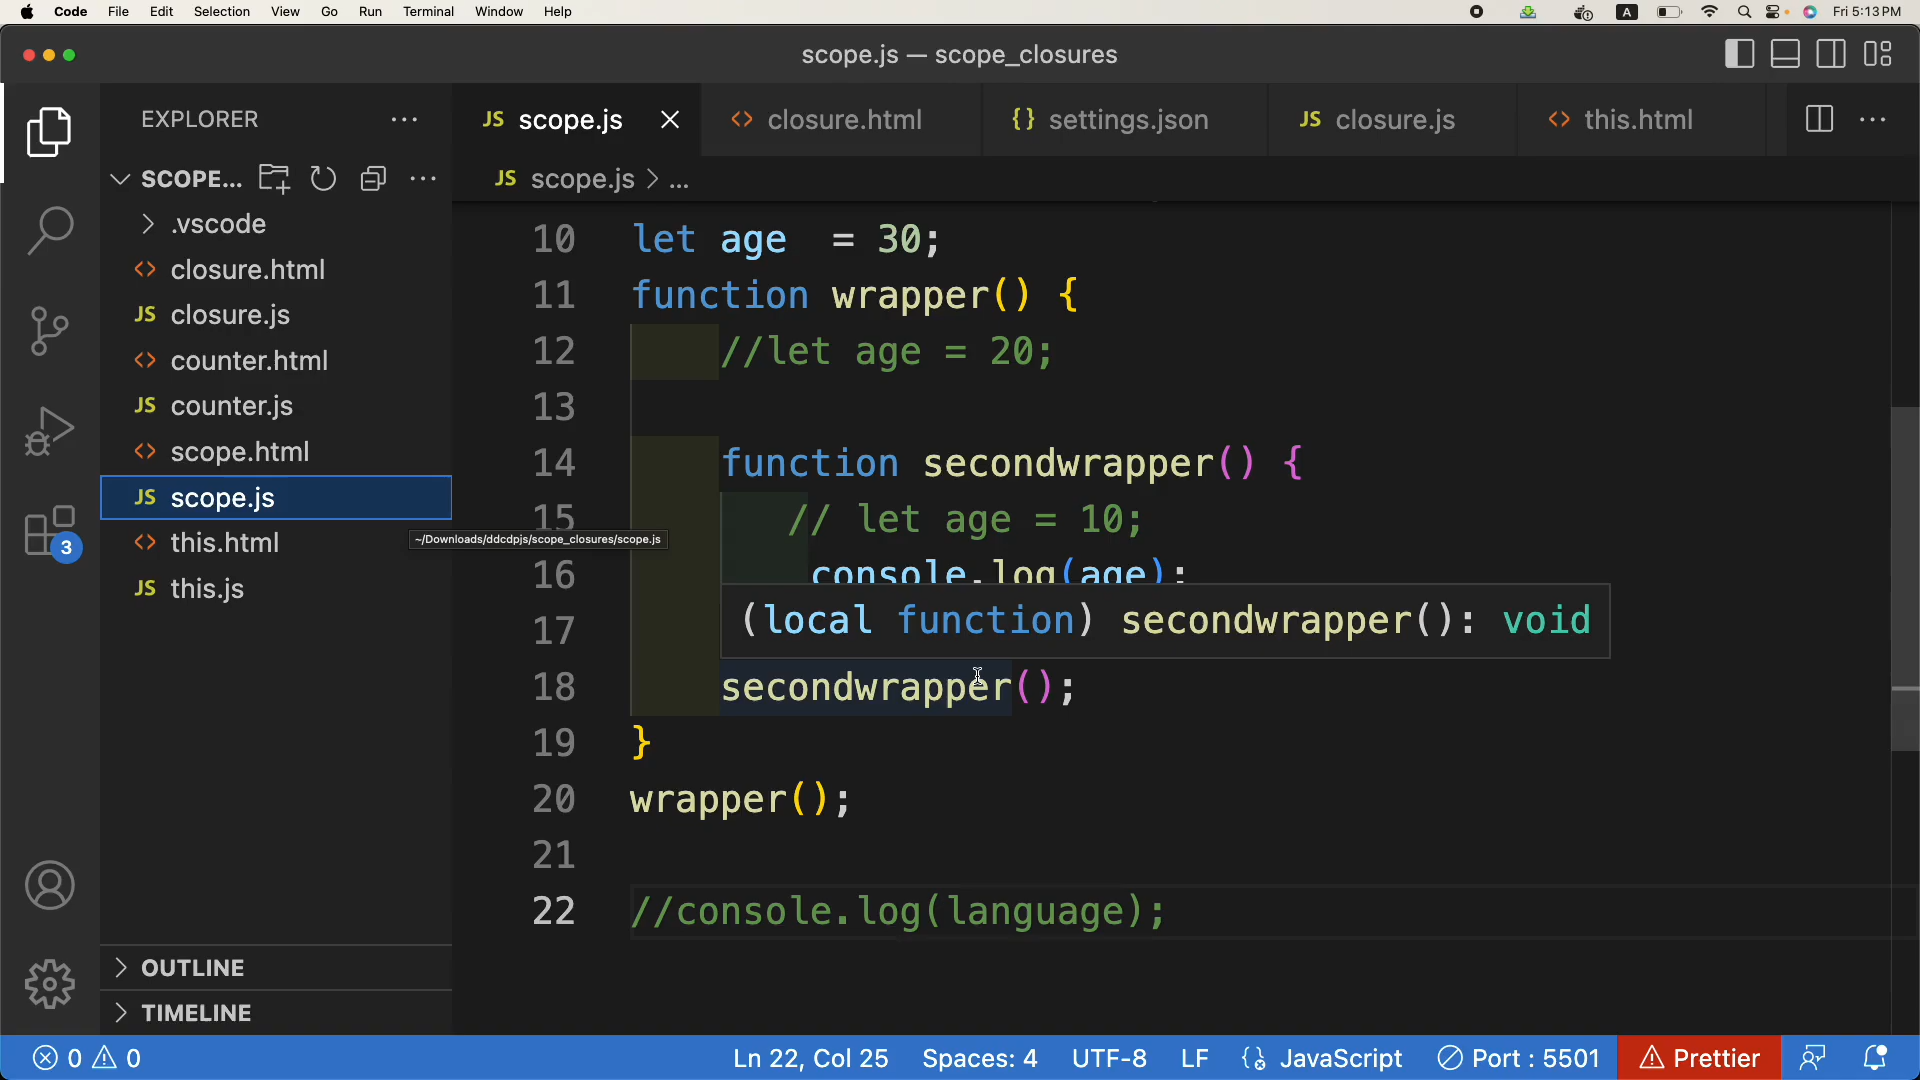 Code File Edit Selection View Go Run Terminal Window Help A Fri 5:13 PM
scope.js — scope_closures
EXPLORER ···
JS scope.js
<> closure.html
{} settings.json
JS closure.js
<> this.html
SCOPE...
JS scope.js > ...
.vscode
<> closure.html
JS closure.js
<> counter.html
JS counter.js
<> scope.html
JS scope.js
<> this.html
JS this.js
~/Downloads/ddcdpjs/scope_closures/scope.js
10 let age  = 30;
11 function wrapper() {
12 //let age = 20;
13
14 function secondwrapper() {
15 // let age = 10;
16 console.log(age);
17
(local function) secondwrapper(): void
18 secondwrapper();
19 }
20 wrapper();
21
22 //console.log(language);
OUTLINE
TIMELINE
3
0 0 Ln 22, Col 25 Spaces: 4 UTF-8 LF JavaScript Port : 5501 Prettier